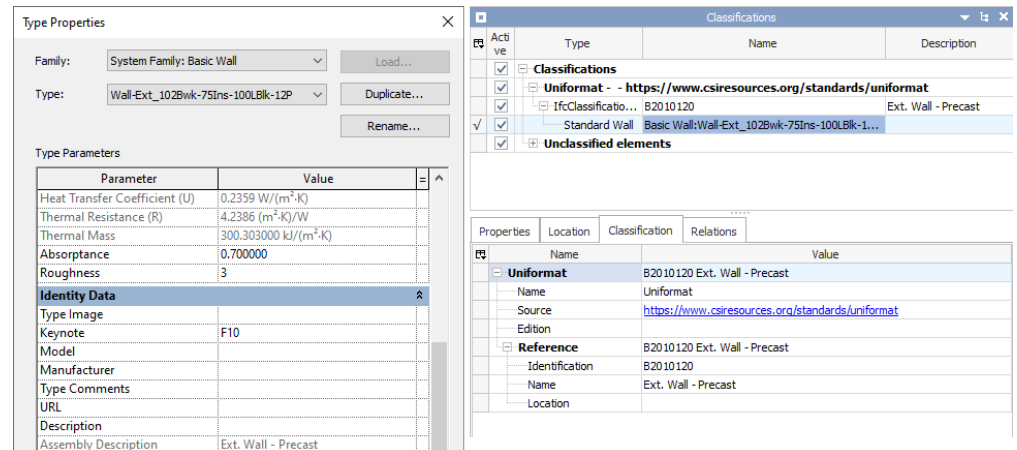 Type Properties
Family: System Family: Basic Wall Load...
Type: Wall-Ext_102Bwk-75Ins-100LBlk-12P Duplicate...
Rename...
Type Parameters
Parameter Value =
Heat Transfer Coefficient (U) 0.2359 W/(m²·K)
Thermal Resistance (R) 4.2386 (m²·K)/W
Thermal Mass 300.303000 kJ/(m²·K)
Absorptance 0.700000
Roughness 3
Identity Data
Type Image
Keynote F10
Model
Manufacturer
Type Comments
URL
Description
Assembly Description Ext. Wall - Precast
Classifications
Acti
ve Type Name Description
Classifications
Uniformat - - https://www.csiresources.org/standards/uniformat
IfcClassificatio... B2010120 Ext. Wall - Precast
√ Standard Wall Basic Wall:Wall-Ext_102Bwk-75Ins-100LBlk-1...
Unclassified elements
Properties Location Classification Relations
Name Value
Uniformat B2010120 Ext. Wall - Precast
Name Uniformat
Source https://www.csiresources.org/standards/uniformat
Edition
Reference B2010120 Ext. Wall - Precast
Identification B2010120
Name Ext. Wall - Precast
Location